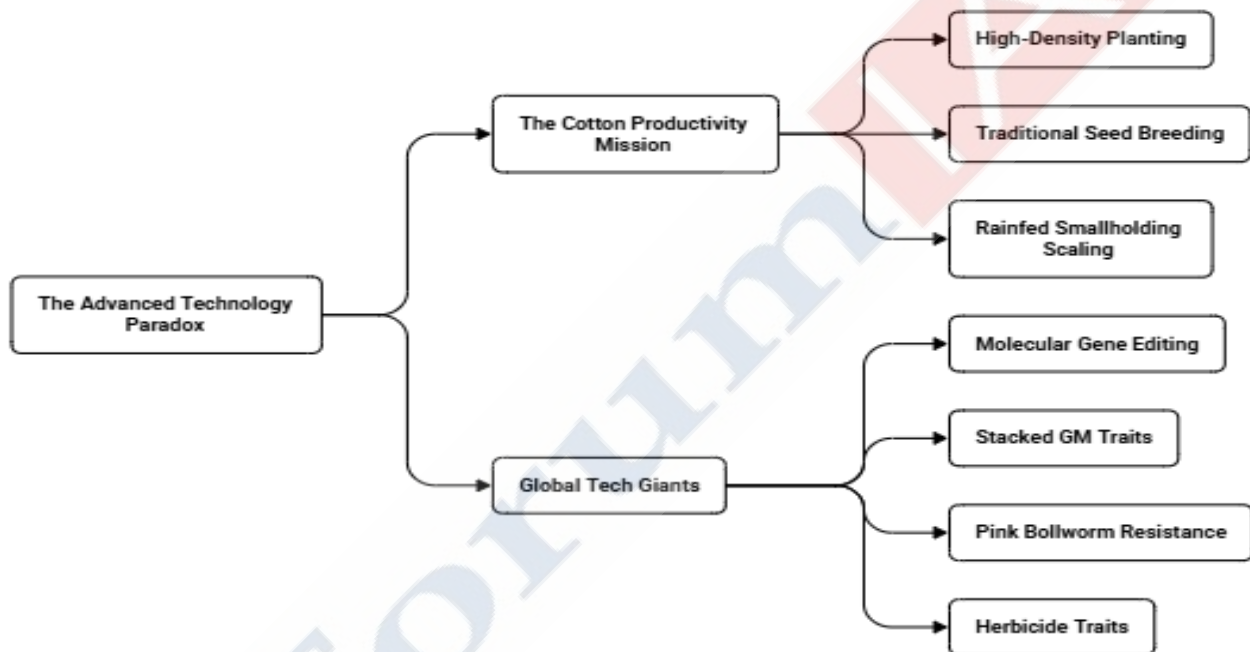 The Advanced Technology
Paradox
The Cotton Productivity
Mission
High-Density Planting
Traditional Seed Breeding
Rainfed Smallholding
Scaling
Global Tech Giants
Molecular Gene Editing
Stacked GM Traits
Pink Bollworm Resistance
Herbicide Traits
forumIA